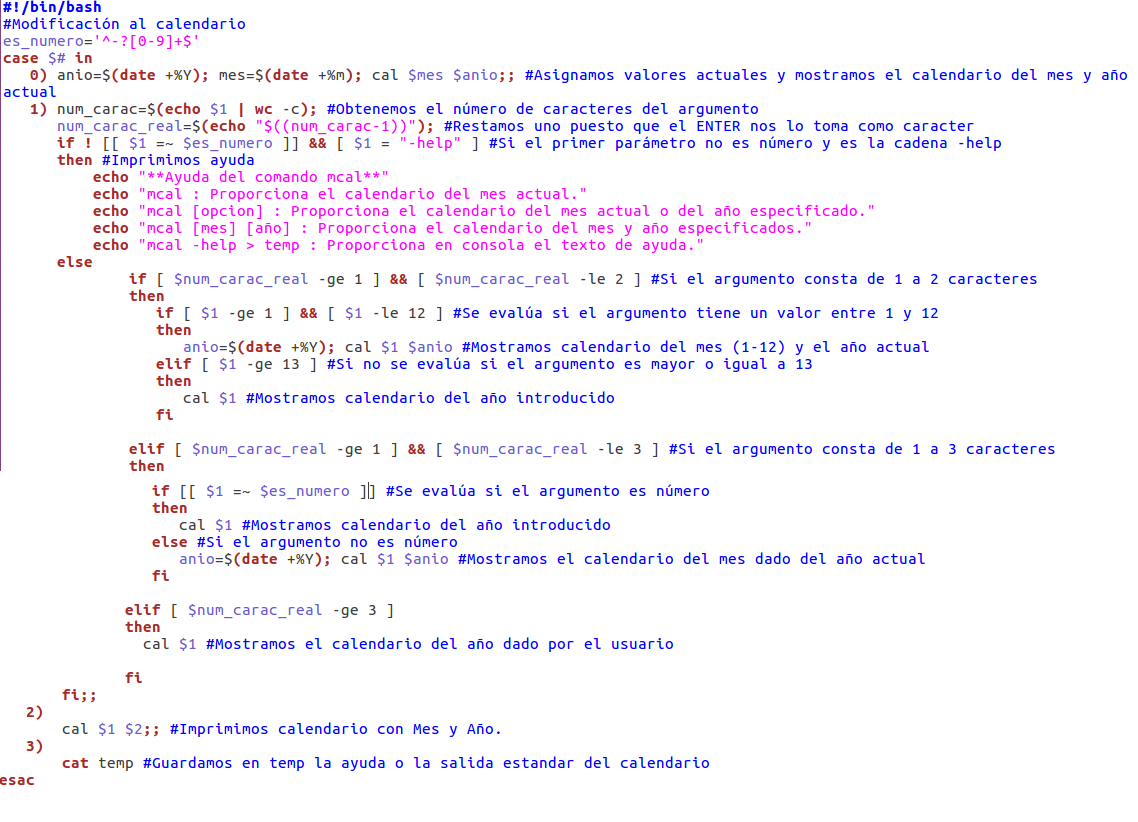 #!/bin/bash
#Modificación al calendario
es_numero='^-?[0-9]+$'
case $# in
   0) anio=$(date +%Y); mes=$(date +%m); cal $mes $anio;; #Asignamos valores actuales y mostramos el calendario del mes y año
actual
   1) num_carac=$(echo $1 | wc -c); #Obtenemos el número de caracteres del argumento
      num_carac_real=$(echo "$((num_carac-1))"); #Restamos uno puesto que el ENTER nos lo toma como caracter
      if ! [[ $1 =~ $es_numero ]] && [ $1 = "-help" ] #Si el primer parámetro no es número y es la cadena -help
      then #Imprimimos ayuda
          echo "**Ayuda del comando mcal**"
          echo "mcal : Proporciona el calendario del mes actual."
          echo "mcal [opcion] : Proporciona el calendario del mes actual o del año especificado."
          echo "mcal [mes] [año] : Proporciona el calendario del mes y año especificados."
          echo "mcal -help > temp : Proporciona en consola el texto de ayuda."
      else
              if [ $num_carac_real -ge 1 ] && [ $num_carac_real -le 2 ] #Si el argumento consta de 1 a 2 caracteres
              then
                 if [ $1 -ge 1 ] && [ $1 -le 12 ] #Se evalúa si el argumento tiene un valor entre 1 y 12
                 then
                    anio=$(date +%Y); cal $1 $anio #Mostramos calendario del mes (1-12) y el año actual
                 elif [ $1 -ge 13 ] #Si no se evalúa si el argumento es mayor o igual a 13
                 then
                    cal $1 #Mostramos calendario del año introducido
                 fi

              elif [ $num_carac_real -ge 1 ] && [ $num_carac_real -le 3 ] #Si el argumento consta de 1 a 3 caracteres
              then
                 if [[ $1 =~ $es_numero ]] #Se evalúa si el argumento es número
                 then
                    cal $1 #Mostramos calendario del año introducido
                 else #Si el argumento no es número
                    anio=$(date +%Y); cal $1 $anio #Mostramos el calendario del mes dado del año actual
                 fi

              elif [ $num_carac_real -ge 3 ]
              then
                cal $1 #Mostramos el calendario del año dado por el usuario

              fi
       fi;;
   2)
       cal $1 $2;; #Imprimimos calendario con Mes y Año.
   3)
       cat temp #Guardamos en temp la ayuda o la salida estandar del calendario
esac